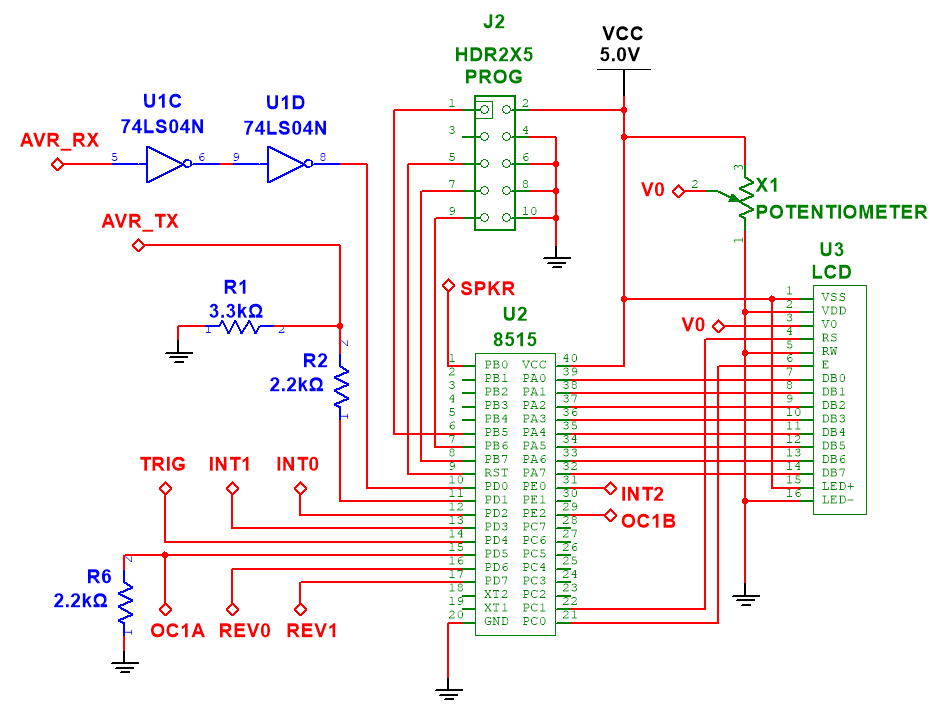 J2
HDR2X5
PROG
VCC
5.0V
U1C
74LS04N
U1D
74LS04N
AVR_RX
5 6 9 8
AVR_TX
1 2
3 4
5 6
7 8
9 10
V0 2
3
X1
POTENTIOMETER
1
R1
3.3kΩ
1 2
R2
2.2kΩ
2
1
SPKR
U2
8515
U3
LCD
V0
1 VSS
2 VDD
3 V0
4 RS
5 RW
6 E
7 DB0
8 DB1
9 DB2
10 DB3
11 DB4
12 DB5
13 DB6
14 DB7
15 LED+
16 LED-
1 PB0 VCC 40
2 PB1 PA0 39
3 PB2 PA1 38
4 PB3 PA2 37
5 PB4 PA3 36
6 PB5 PA4 35
7 PB6 PA5 34
8 PB7 PA6 33
9 RST PA7 32
10 PD0 PE0 31
11 PD1 PE1 30
12 PD2 PE2 29
13 PD3 PC7 28
14 PD4 PC6 27
15 PD5 PC5 26
16 PD6 PC4 25
17 PD7 PC3 24
18 XT2 PC2 23
19 XT1 PC1 22
20 GND PC0 21
TRIG INT1 INT0
INT2
OC1B
R6
2.2kΩ
2
1
OC1A REV0 REV1